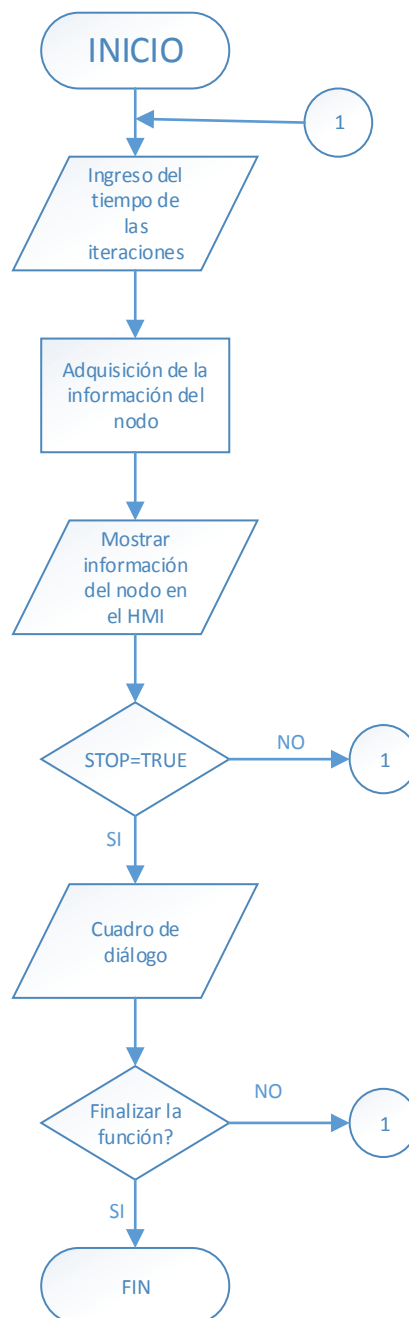 INICIO
1
Ingreso del
tiempo de
las
iteraciones
Adquisición de la
información del
nodo
Mostrar
información
del nodo en
el HMI
STOP=TRUE
NO
1
SI
Cuadro de
diálogo
Finalizar la
función?
NO
1
SI
FIN